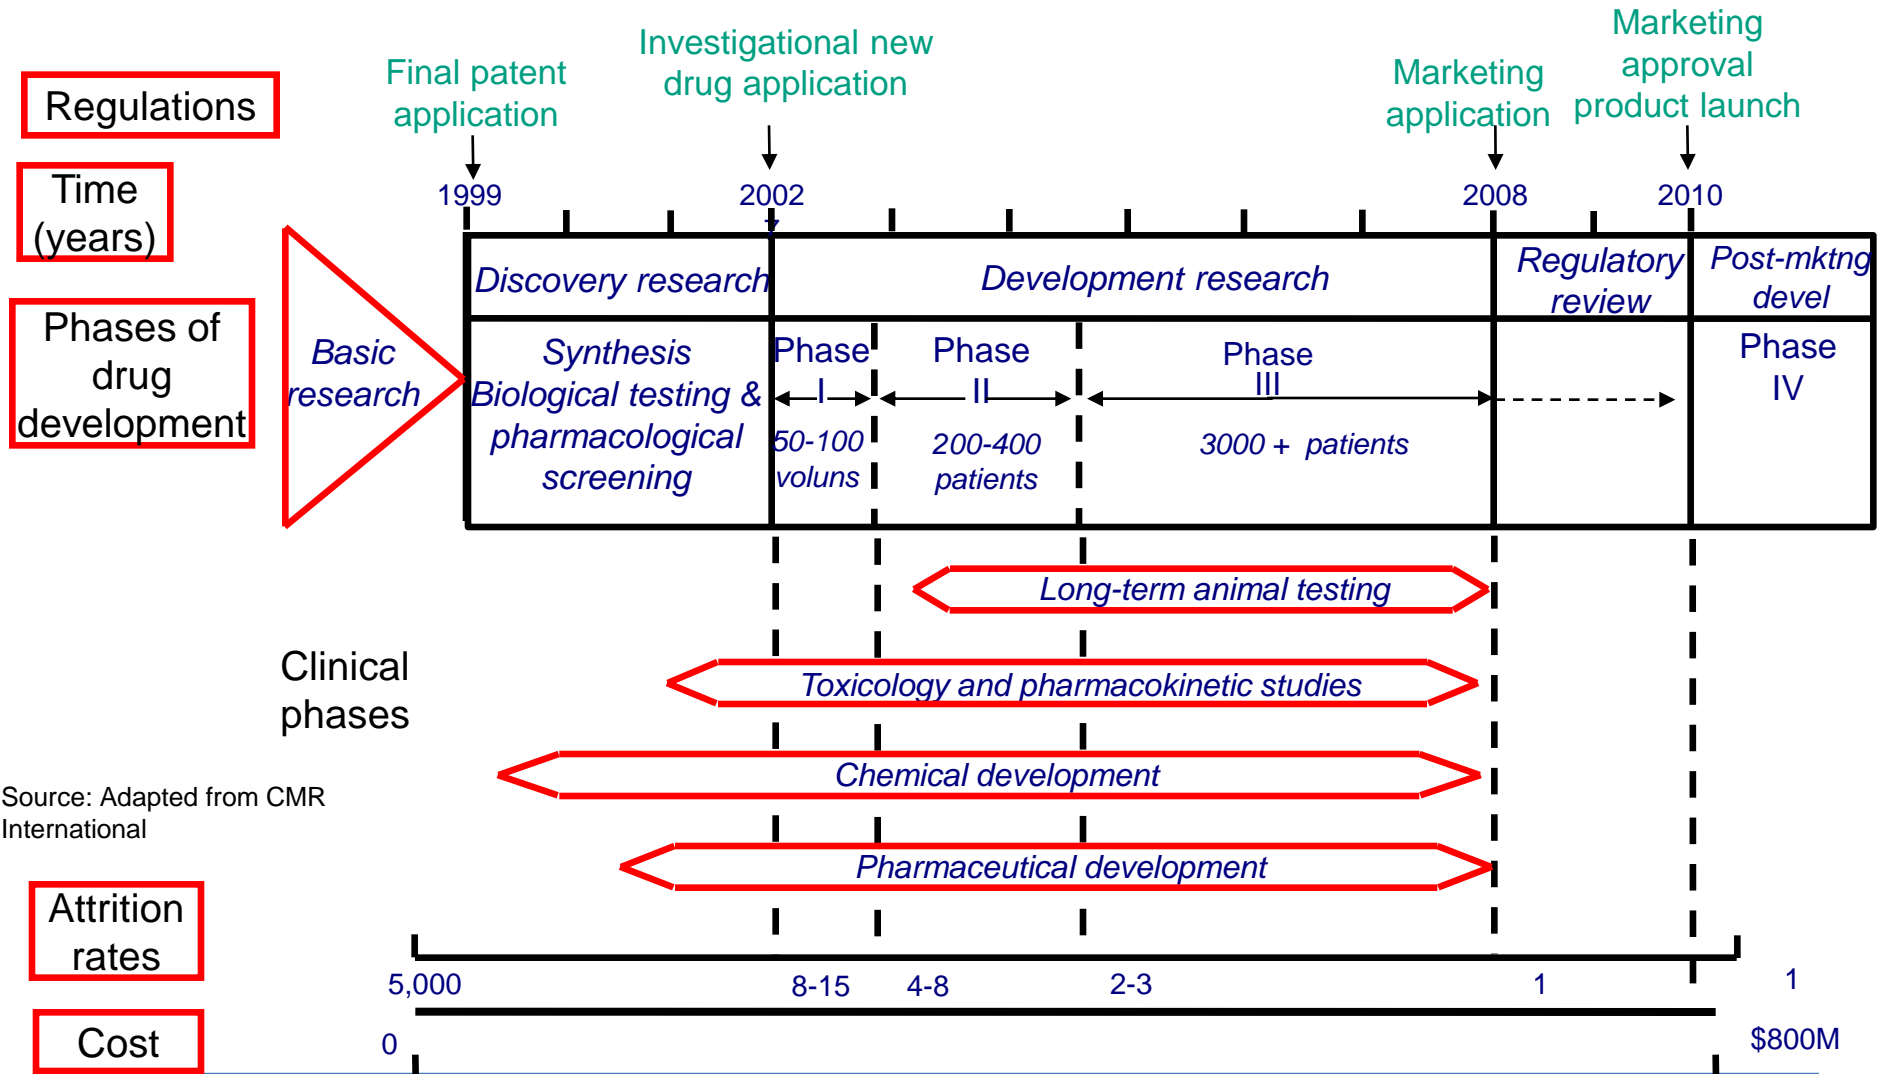 Regulations
Final patent
application
Investigational new
drug application
Marketing
application
Marketing
approval
product launch
Time
(years)
1999
2002
2008
2010
Phases of
drug
development
Basic
research
Discovery research
Development research
Regulatory
review
Post-mktng
devel
Synthesis
Biological testing &
pharmacological
screening
Phase
I
50-100
voluns
Phase
II
200-400
patients
Phase
III
3000 + patients
Phase
IV
Long-term animal testing
Clinical
phases
Toxicology and pharmacokinetic studies
Chemical development
Source: Adapted from CMR
International
Pharmaceutical development
Attrition
rates
5,000
8-15
4-8
2-3
1
1
Cost
0
$800M